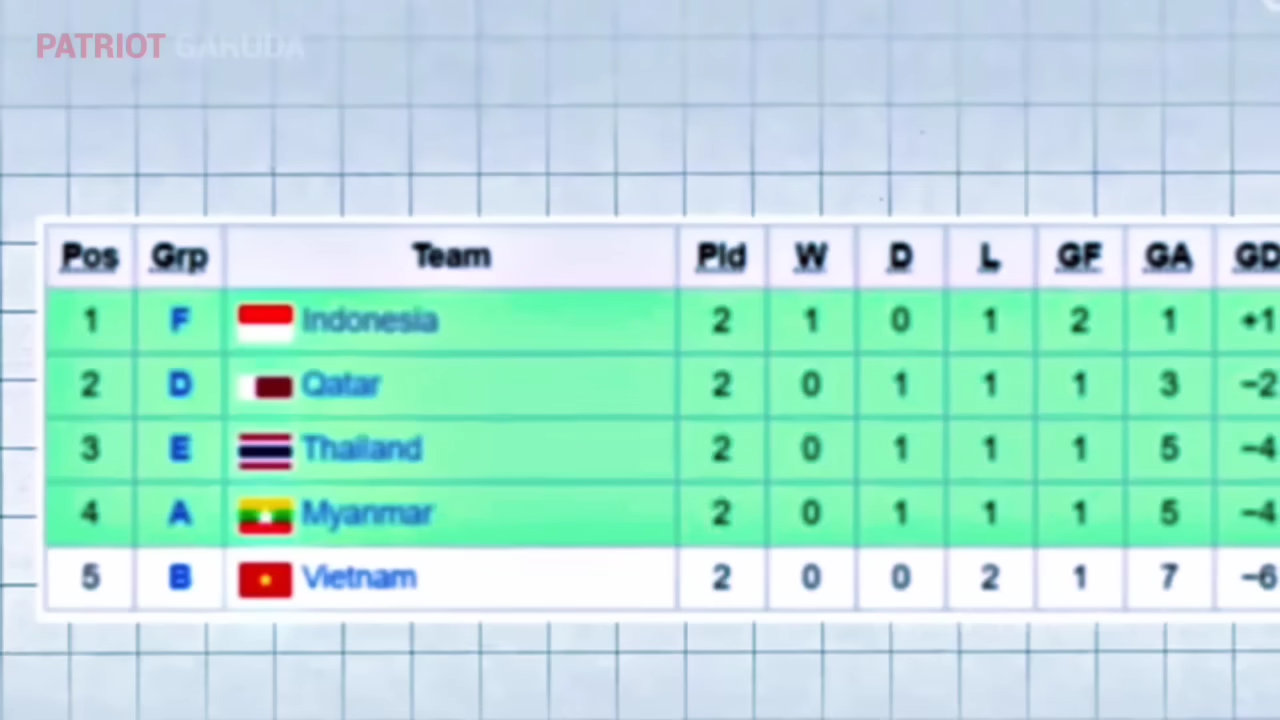 PATRIOT GARUDA
Pos Grp Team Pld W D L GF GA GD
1 F Indonesia 2 1 0 1 2 1 +1
2 D Qatar 2 0 1 1 1 3 −2
3 E Thailand 2 0 1 1 1 5 −4
4 A Myanmar 2 0 1 1 1 5 −4
5 B Vietnam 2 0 0 2 1 7 −6